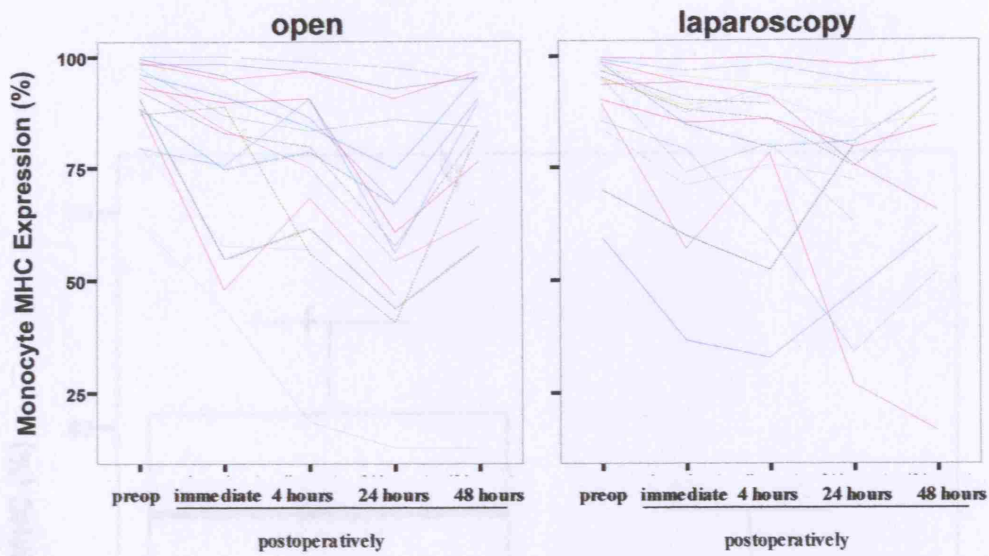 open
laparoscopy
Monocyte MHC Expression (%)
100
75
50
25
preop immediate 4 hours 24 hours 48 hours
postoperatively
preop immediate 4 hours 24 hours 48 hours
postoperatively